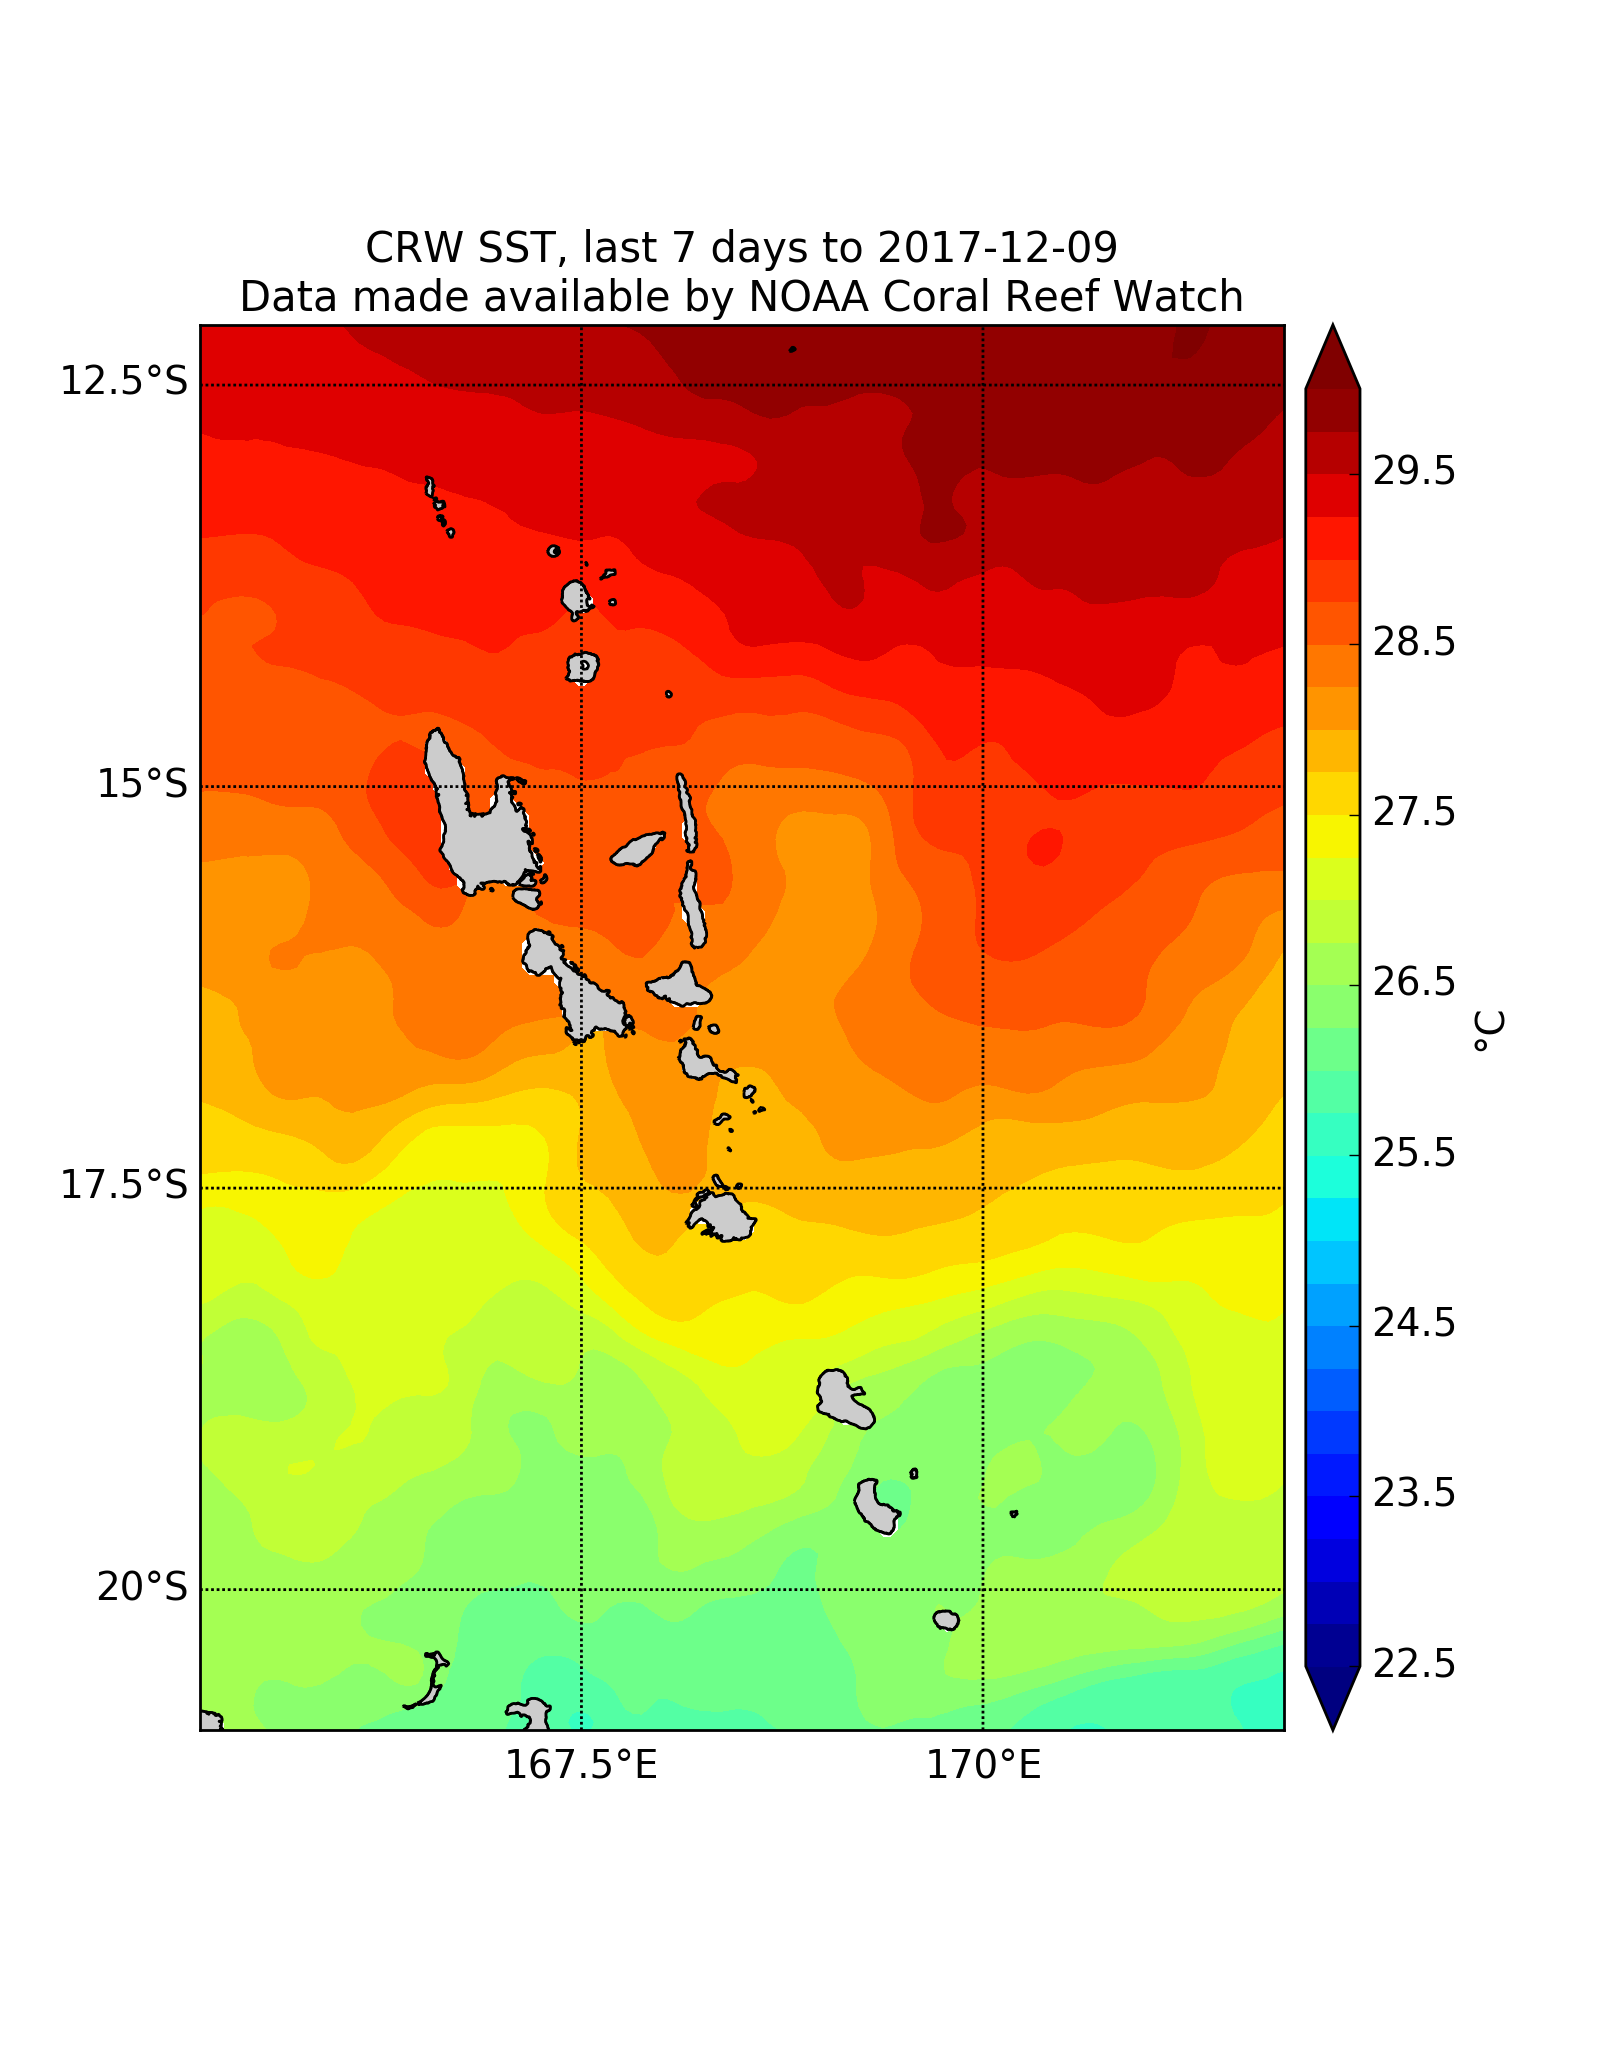 CRW SST, last 7 days to 2017-12-09
Data made available by NOAA Coral Reef Watch
12.5°S
15°S
17.5°S
20°S
167.5°E
170°E
29.5
28.5
27.5
26.5
25.5
24.5
23.5
22.5
°C